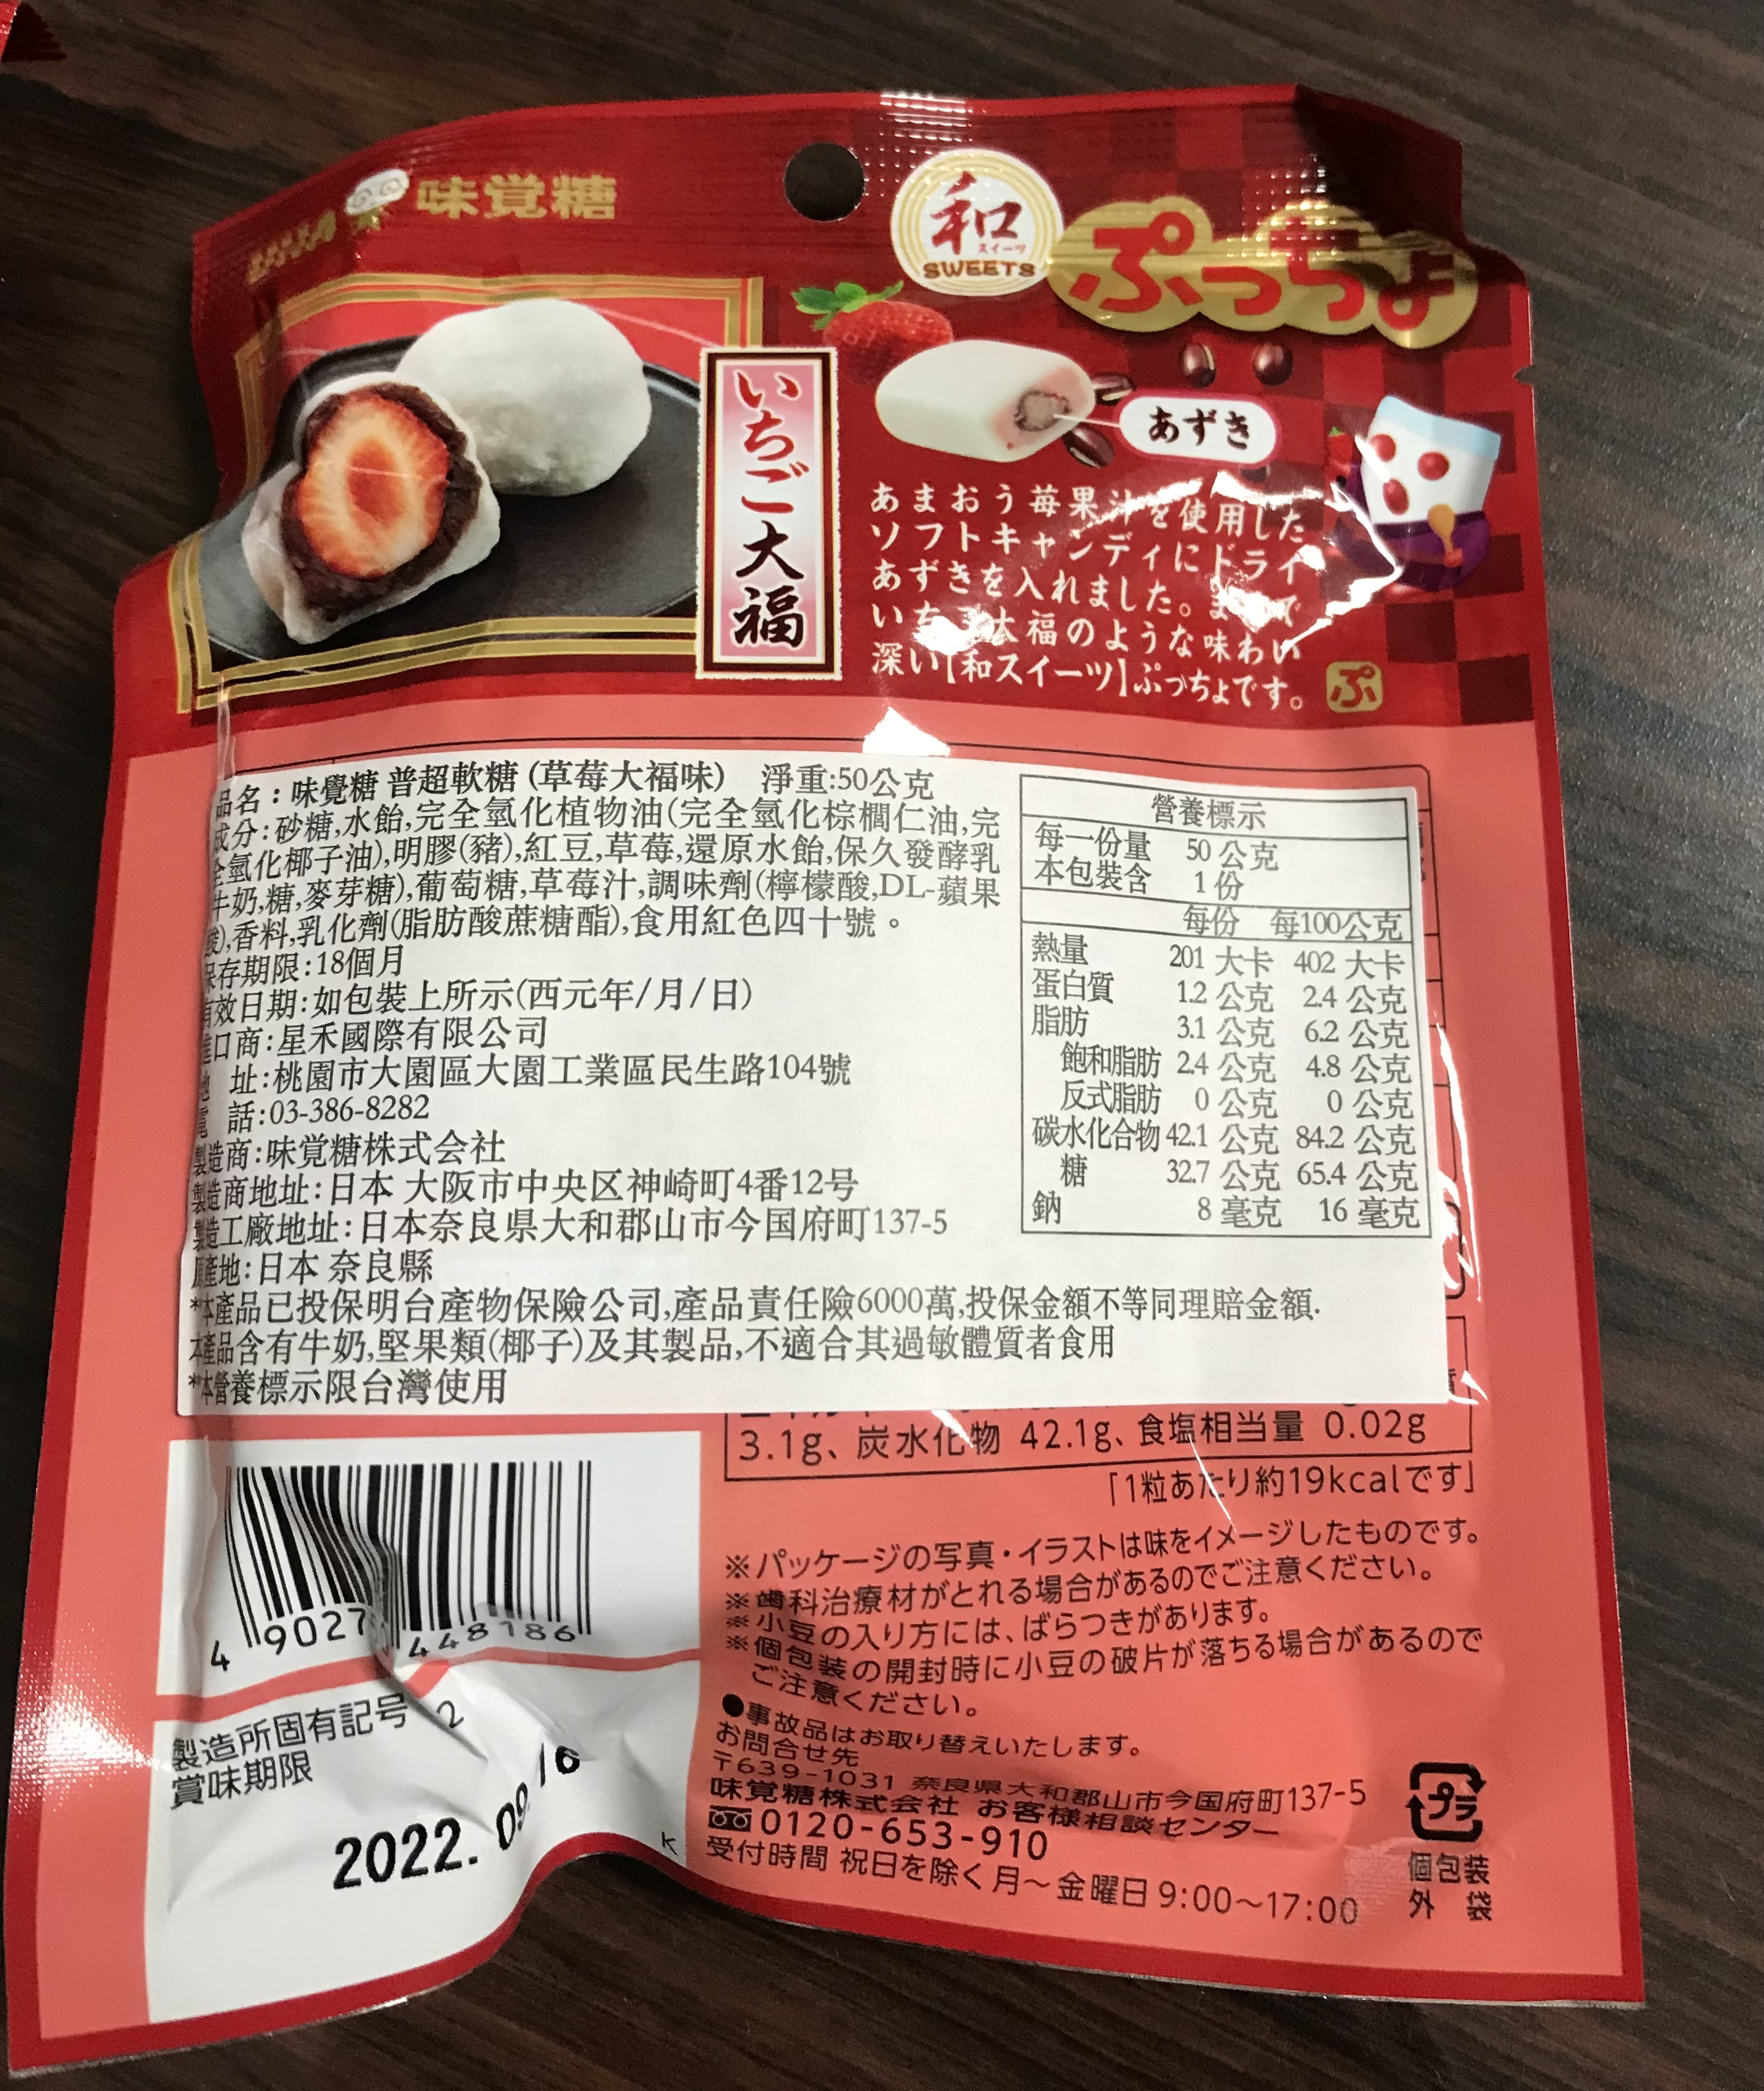 味覚糖
和
スイーツ
SWEETS
ぷっちょ
いちご大福
あずき
あまおう苺果汁を使用した
ソフトキャンディにドライ
あずきを入れました。まるで
いちご大福のような味わい
深い【和スイーツ】ぷっちょです。
ぷ
品名:味覺糖 普超軟糖 (草莓大福味) 淨重:50公克
成分:砂糖,水飴,完全氫化植物油(完全氫化棕櫚仁油,完
全氫化椰子油),明膠(豬),紅豆,草莓,還原水飴,保久發酵乳
牛奶,糖,麥芽糖),葡萄糖,草莓汁,調味劑(檸檬酸,DL-蘋果
酸),香料,乳化劑(脂肪酸蔗糖酯),食用紅色四十號。
保存期限:18個月
有效日期:如包裝上所示(西元年/月/日)
進口商:星禾國際有限公司
地 址:桃園市大園區大園工業區民生路104號
電 話:03-386-8282
製造商:味覚糖株式会社
製造商地址:日本 大阪市中央区神崎町4番12号
製造工廠地址:日本奈良県大和郡山市今国府町137-5
原產地:日本 奈良縣
*本產品已投保明台產物保險公司,產品責任險6000萬,投保金額不等同理賠金額.
本產品含有牛奶,堅果類(椰子)及其製品,不適合其過敏體質者食用
**本營養標示限台灣使用
營養標示
每一份量 50 公克
本包裝含 1 份
每份 每100公克
熱量 201 大卡 402 大卡
蛋白質 1.2 公克 2.4 公克
脂肪 3.1 公克 6.2 公克
飽和脂肪 2.4 公克 4.8 公克
反式脂肪 0 公克 0 公克
碳水化合物 42.1 公克 84.2 公克
糖 32.7 公克 65.4 公克
鈉 8 毫克 16 毫克
3.1g、炭水化物 42.1g、食塩相当量 0.02g
「1粒あたり約19kcalです」
※パッケージの写真・イラストは味をイメージしたものです。
※歯科治療材がとれる場合があるのでご注意ください。
※小豆の入り方には、ばらつきがあります。
※個包装の開封時に小豆の破片が落ちる場合があるので
ご注意ください。
●事故品はお取り替えいたします。
お問合せ先
〒639-1031 奈良県大和郡山市今国府町137-5
味覚糖株式会社 お客様相談センター
0120-653-910
受付時間 祝日を除く月～金曜日 9:00～17:00
プラ
個包装
外 袋
4 9027 448186
製造所固有記号 2
賞味期限
2022. 09 /6
K